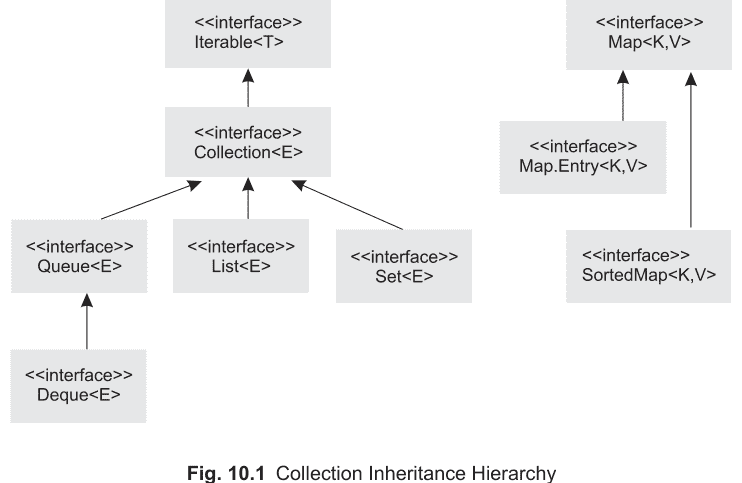 <<interface>>
Iterable<T>
<<interface>>
Map<K,V>
<<interface>>
Collection<E>
<<interface>>
Map.Entry<K,V>
<<interface>>
Queue<E>
<<interface>>
List<E>
<<interface>>
Set<E>
<<interface>>
SortedMap<K,V>
<<interface>>
Deque<E>
Fig. 10.1 Collection Inheritance Hierarchy